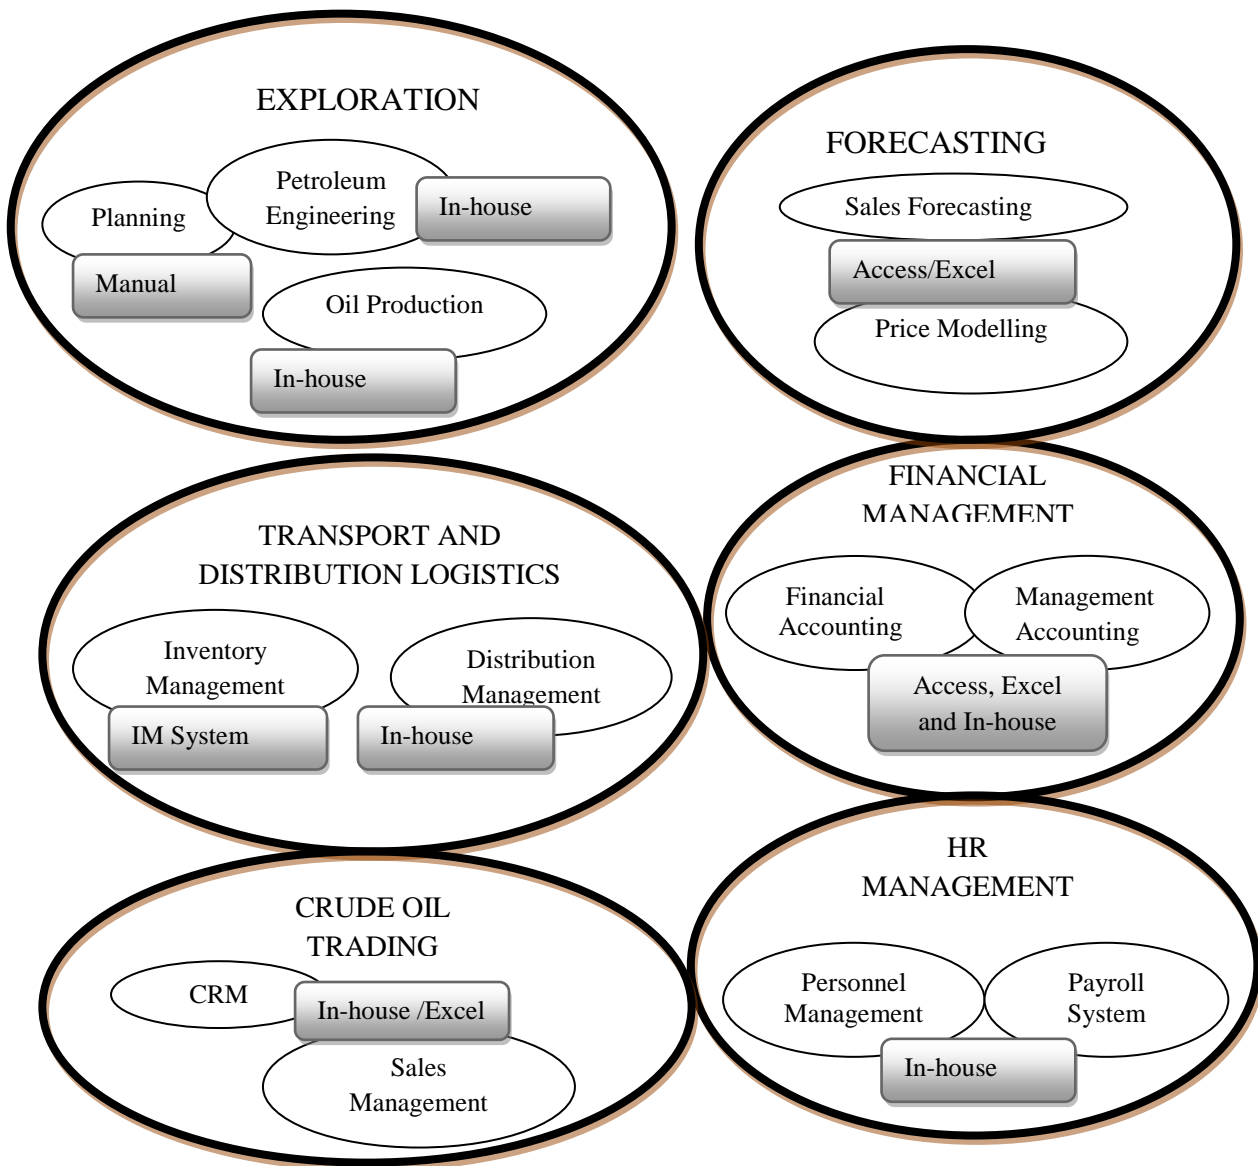 EXPLORATION
Petroleum
Engineering
In-house
Planning
Manual
Oil Production
In-house
FORECASTING
Sales Forecasting
Access/Excel
Price Modelling
TRANSPORT AND
DISTRIBUTION LOGISTICS
Inventory
Management
IM System
Distribution
Management
In-house
FINANCIAL
MANAGEMENT
Financial
Accounting
Management
Accounting
Access, Excel
and In-house
CRUDE OIL
TRADING
CRM
In-house /Excel
Sales
Management
HR
MANAGEMENT
Personnel
Management
Payroll
System
In-house